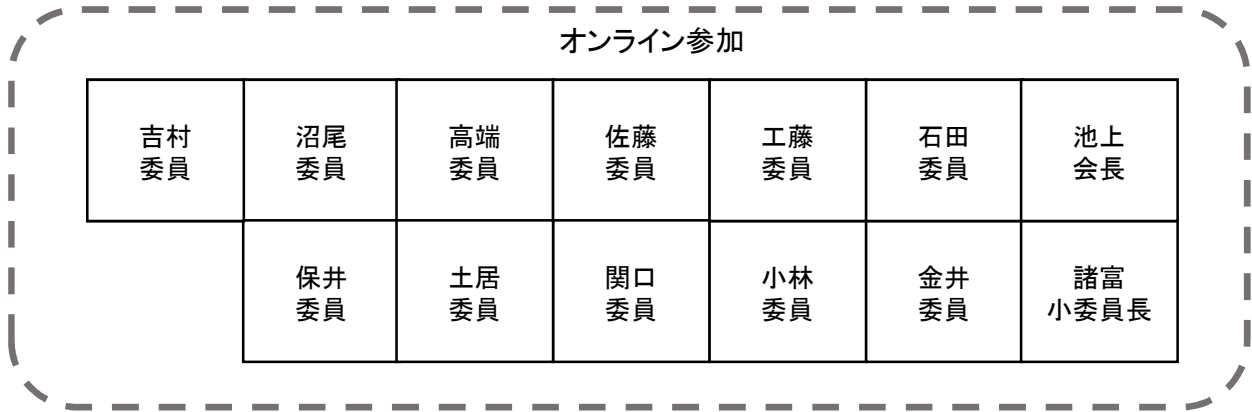 オンライン参加
吉村
委員
沼尾
委員
高端
委員
佐藤
委員
工藤
委員
石田
委員
池上
会長
保井
委員
土居
委員
関口
委員
小林
委員
金井
委員
諸富
小委員長